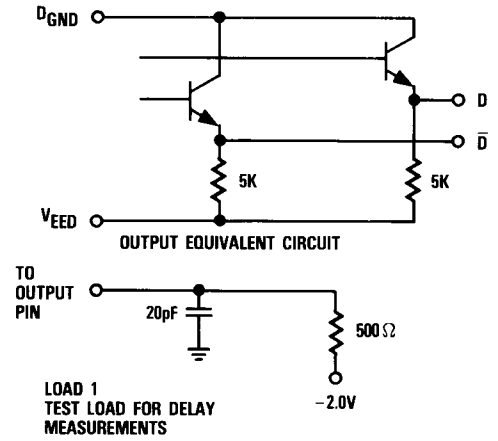 DGND
D
D̅
5K
5K
VEED
OUTPUT EQUIVALENT CIRCUIT
TO
OUTPUT
PIN
20pF
500Ω
−2.0V
LOAD 1
TEST LOAD FOR DELAY
MEASUREMENTS